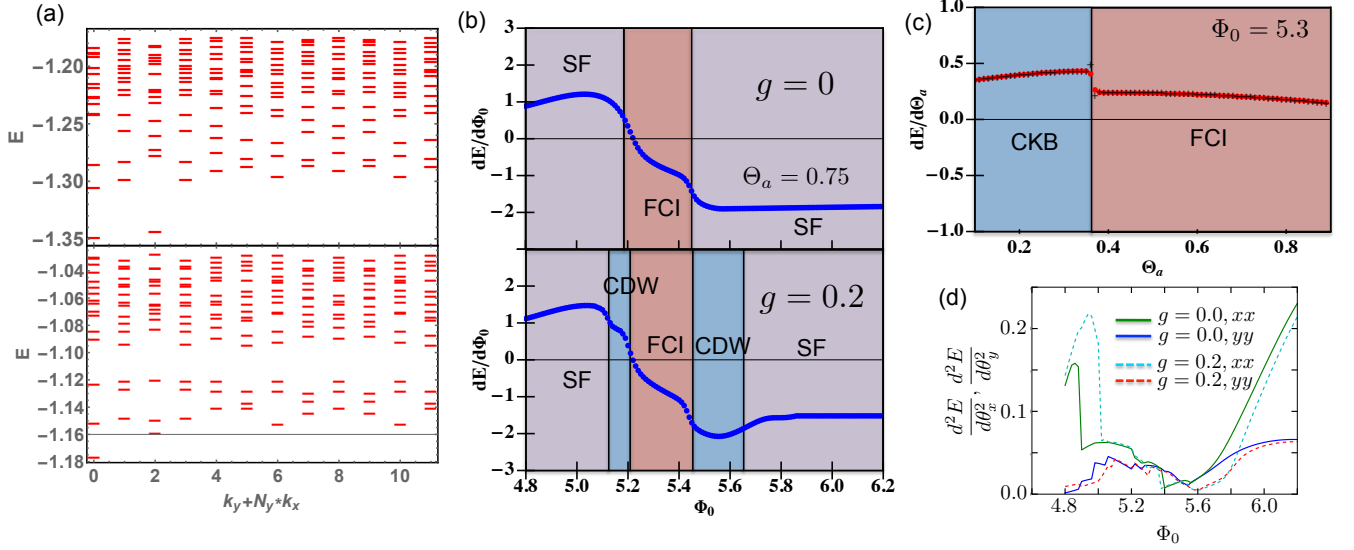 (a)
−1.20
−1.25
−1.30
−1.35
E
−1.04
−1.06
−1.08
−1.10
−1.12
−1.14
−1.16
−1.18
E
0 2 4 6 8 10
k_y+N_y*k_x
(b)
3
2
1
0
−1
−2
dE/dΦ₀
SF
g = 0
Θ_a = 0.75
FCI
SF
2
1
0
−1
−2
−3
dE/dΦ₀
CDW
g = 0.2
FCI CDW SF
SF
4.8 5.0 5.2 5.4 5.6 5.8 6.0 6.2
Φ₀
(c)
1.0
0.5
0.0
−0.5
−1.0
dE/dΘ_a
Φ₀ = 5.3
CKB FCI
0.2 0.4 0.6 0.8
Θ_a
(d)
0.2
0.1
0.0
d²E/dθ_x², d²E/dθ_y²
g = 0.0, xx
g = 0.0, yy
g = 0.2, xx
g = 0.2, yy
4.8 5.2 5.6 6.0
Φ₀